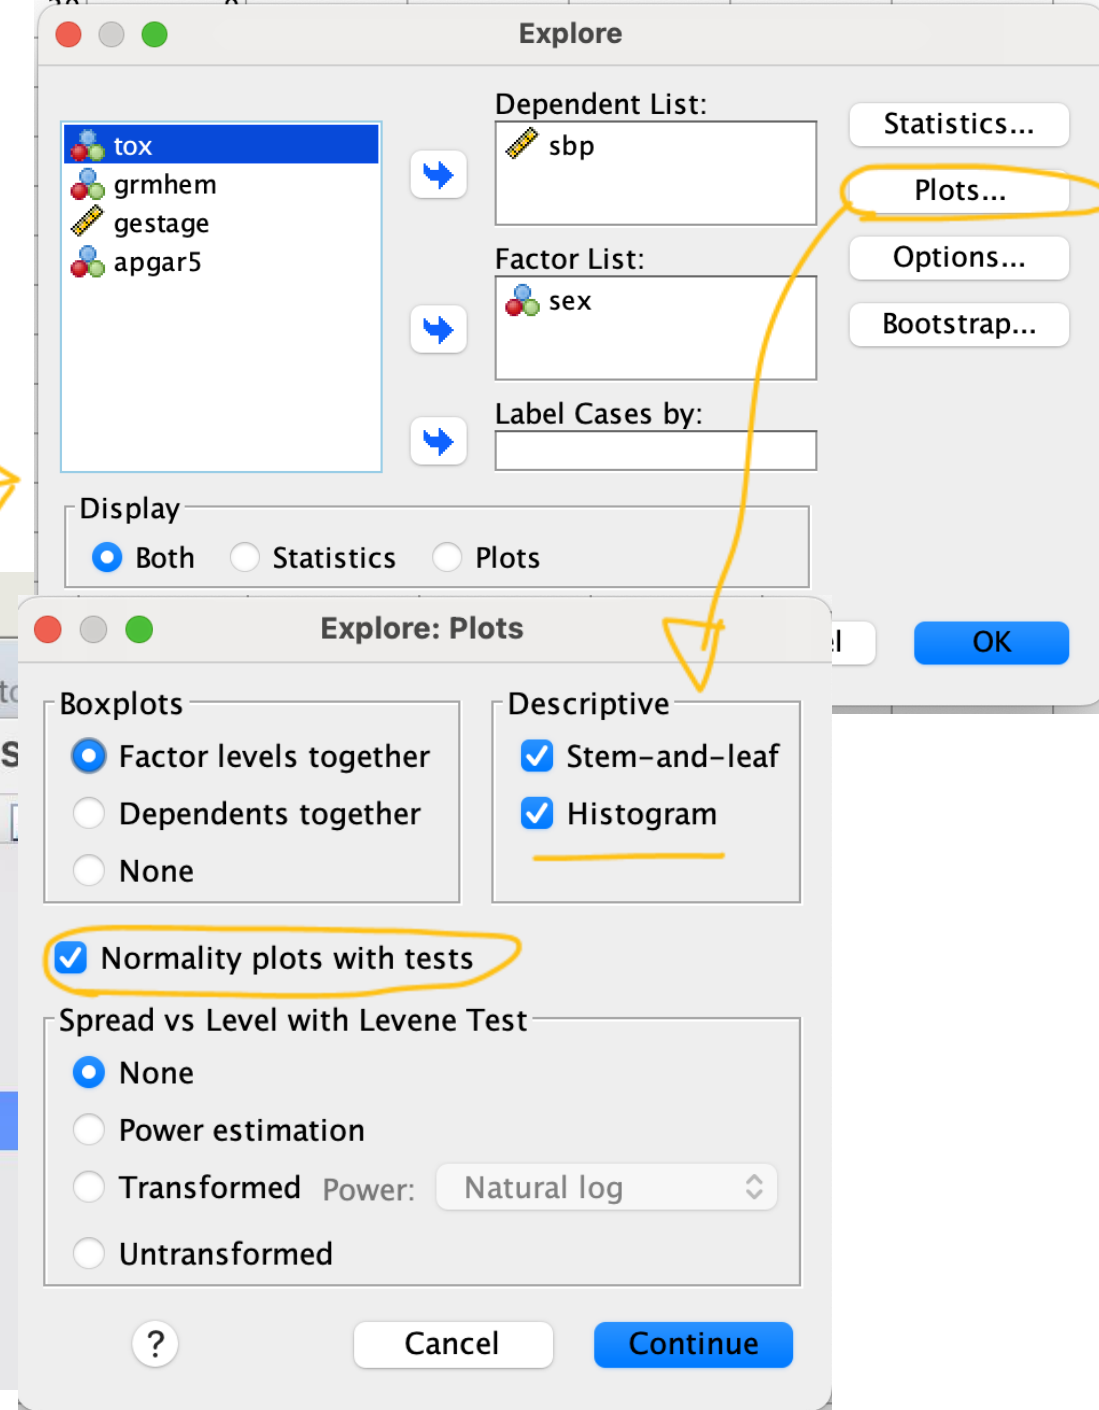 Explore
Dependent List:
Statistics...
tox
sbp
grmhem
Plots...
gestage
Options...
apgar5
Factor List:
sex
Bootstrap...
Label Cases by:
Display
Both
Statistics
Plots
OK
Explore: Plots
Boxplots
Descriptive
Factor levels together
Stem-and-leaf
Dependents together
Histogram
None
Normality plots with tests
Spread vs Level with Levene Test
None
Power estimation
Transformed Power: Natural log
Untransformed
?
Cancel
Continue